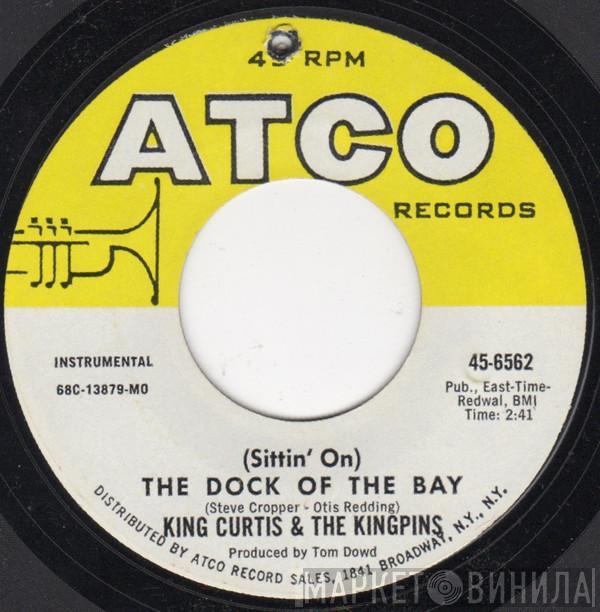 45 RPM
ATCO
RECORDS
INSTRUMENTAL
68C-13879-MO
45-6562
Pub., East-Time-
Redwal, BMI
Time: 2:41
(Sittin' On)
THE DOCK OF THE BAY
(Steve Cropper - Otis Redding)
KING CURTIS & THE KINGPINS
Produced by Tom Dowd
DISTRIBUTED BY ATCO RECORD SALES, 1841 BROADWAY, N.Y., N.Y.
МАРКЕТ ВИНИЛА